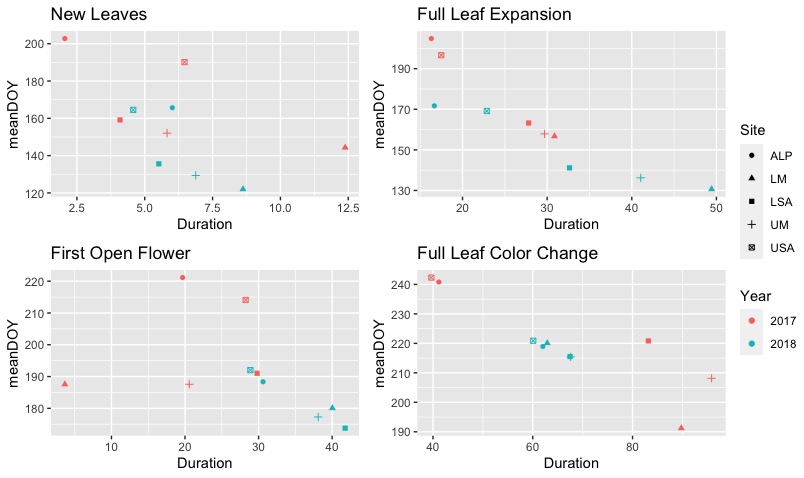 New Leaves
meanDOY
200
180
160
140
120
2.5 5.0 7.5 10.0 12.5
Duration
Full Leaf Expansion
meanDOY
190
170
150
130
20 30 40 50
Duration
First Open Flower
meanDOY
220
210
200
190
180
10 20 30 40
Duration
Full Leaf Color Change
meanDOY
240
230
220
210
200
190
40 60 80
Duration
Site
ALP
LM
LSA
UM
USA
Year
2017
2018